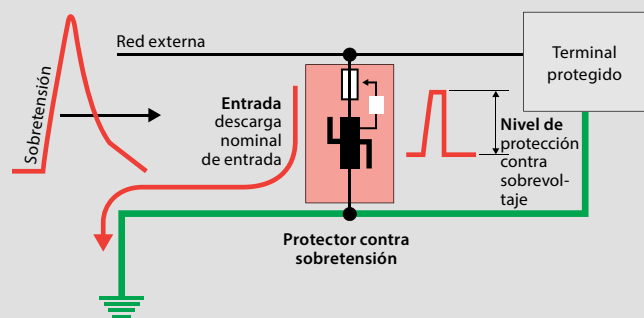 Sobretensión
Red externa
Entrada
descarga
nominal
de entrada
Terminal
protegido
Nivel de
protección
contra
sobrevol-
taje
Protector contra
sobretensión